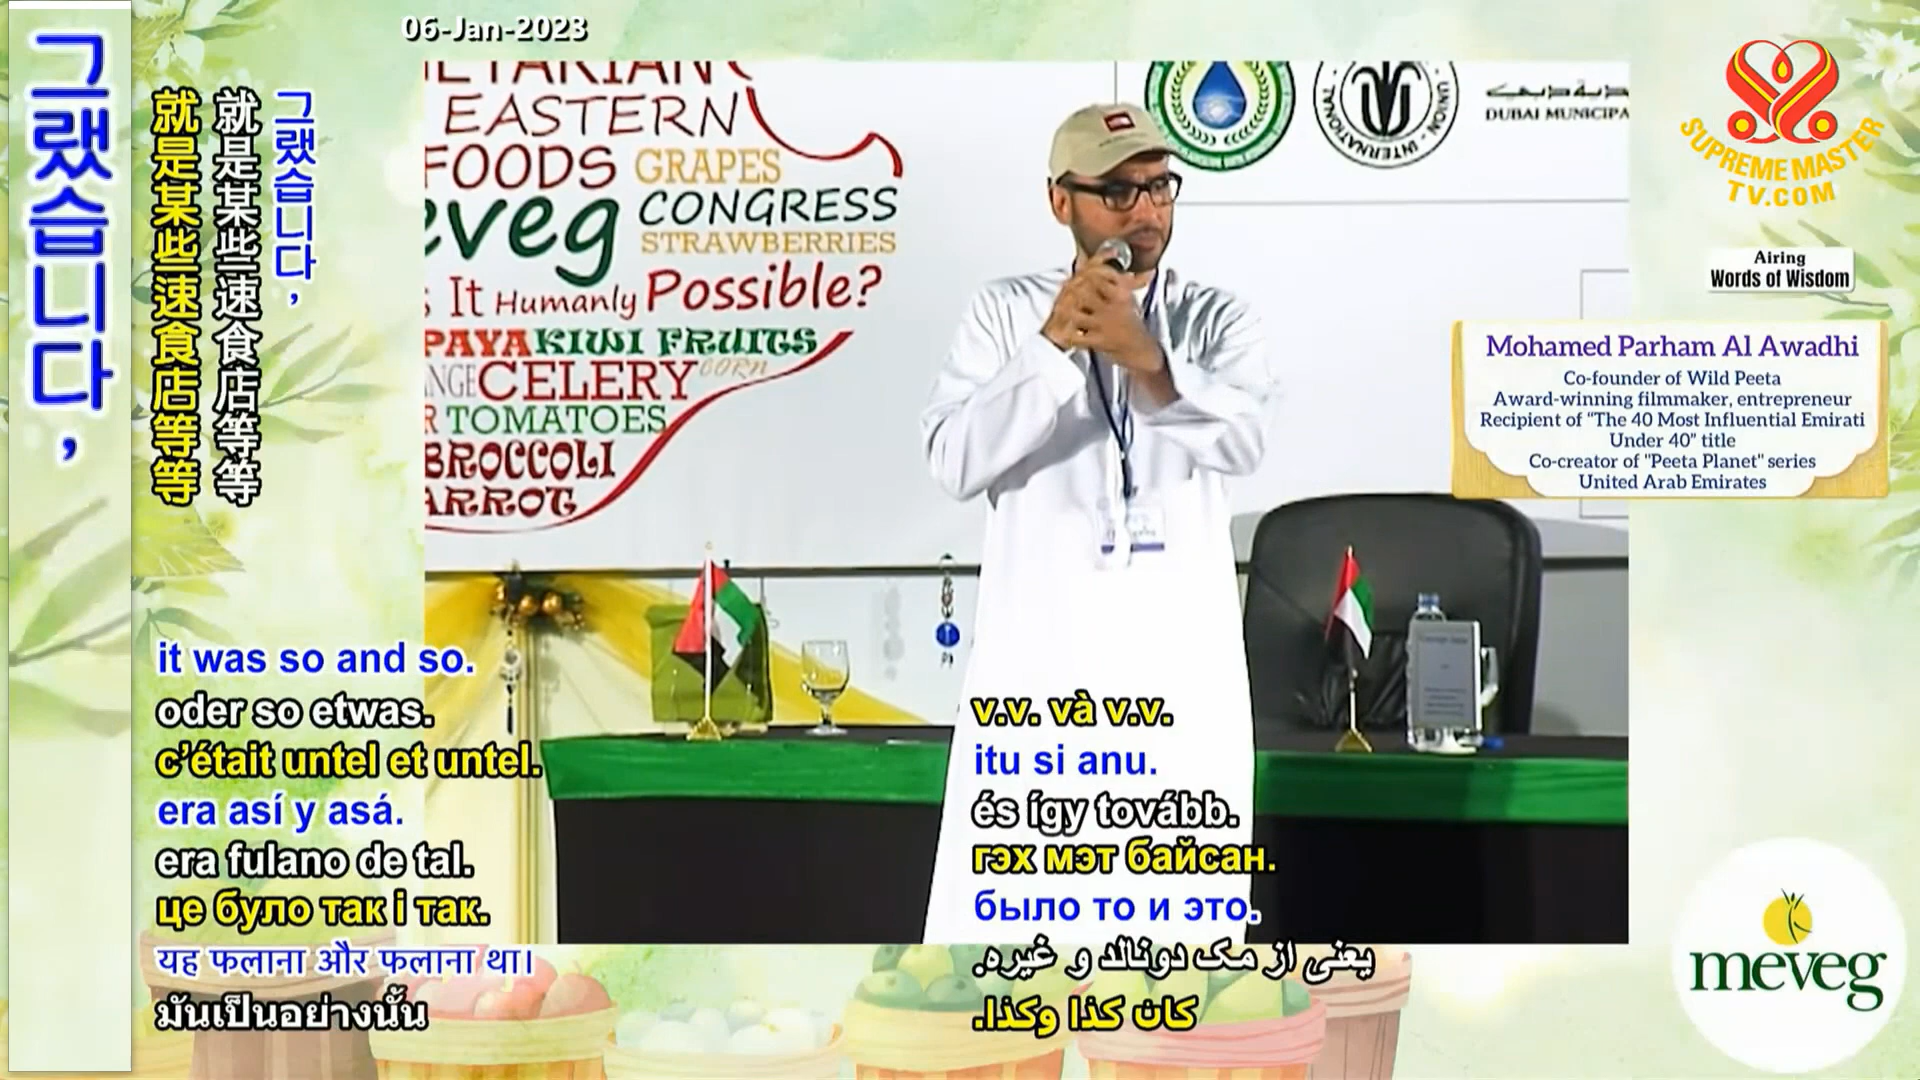 06-Jan-2023
그랬습니다,
就是某些速食店等等
就是某些速食店等等
그랬습니다,
EASTERN
FOODS GRAPES
CONGRESS
STRAWBERRIES
It Humanly Possible?
KIWI FRUITS
CELERY CORN
TOMATOES
BROCCOLI
UNION
INTERNATIONAL
DUBAI
SUPREME MASTER
TV.COM
Airing
Words of Wisdom
Mohamed Parham Al Awadhi
Co-founder of Wild Peeta
Award-winning filmmaker, entrepreneur
Recipient of "The 40 Most Influential Emirati
Under 40" title
Co-creator of "Peeta Planet" series
United Arab Emirates
it was so and so.
oder so etwas.
c'était untel et untel.
era así y asá.
era fulano de tal.
це було так і так.
यह फलाना और फलाना था।
มันเป็นอย่างนั้น
v.v. và v.v.
itu si anu.
és így tovább.
гэх мэт байсан.
было то и это.
یعنی از مک دونالد و غیره.
كان كذا وكذا.
meveg